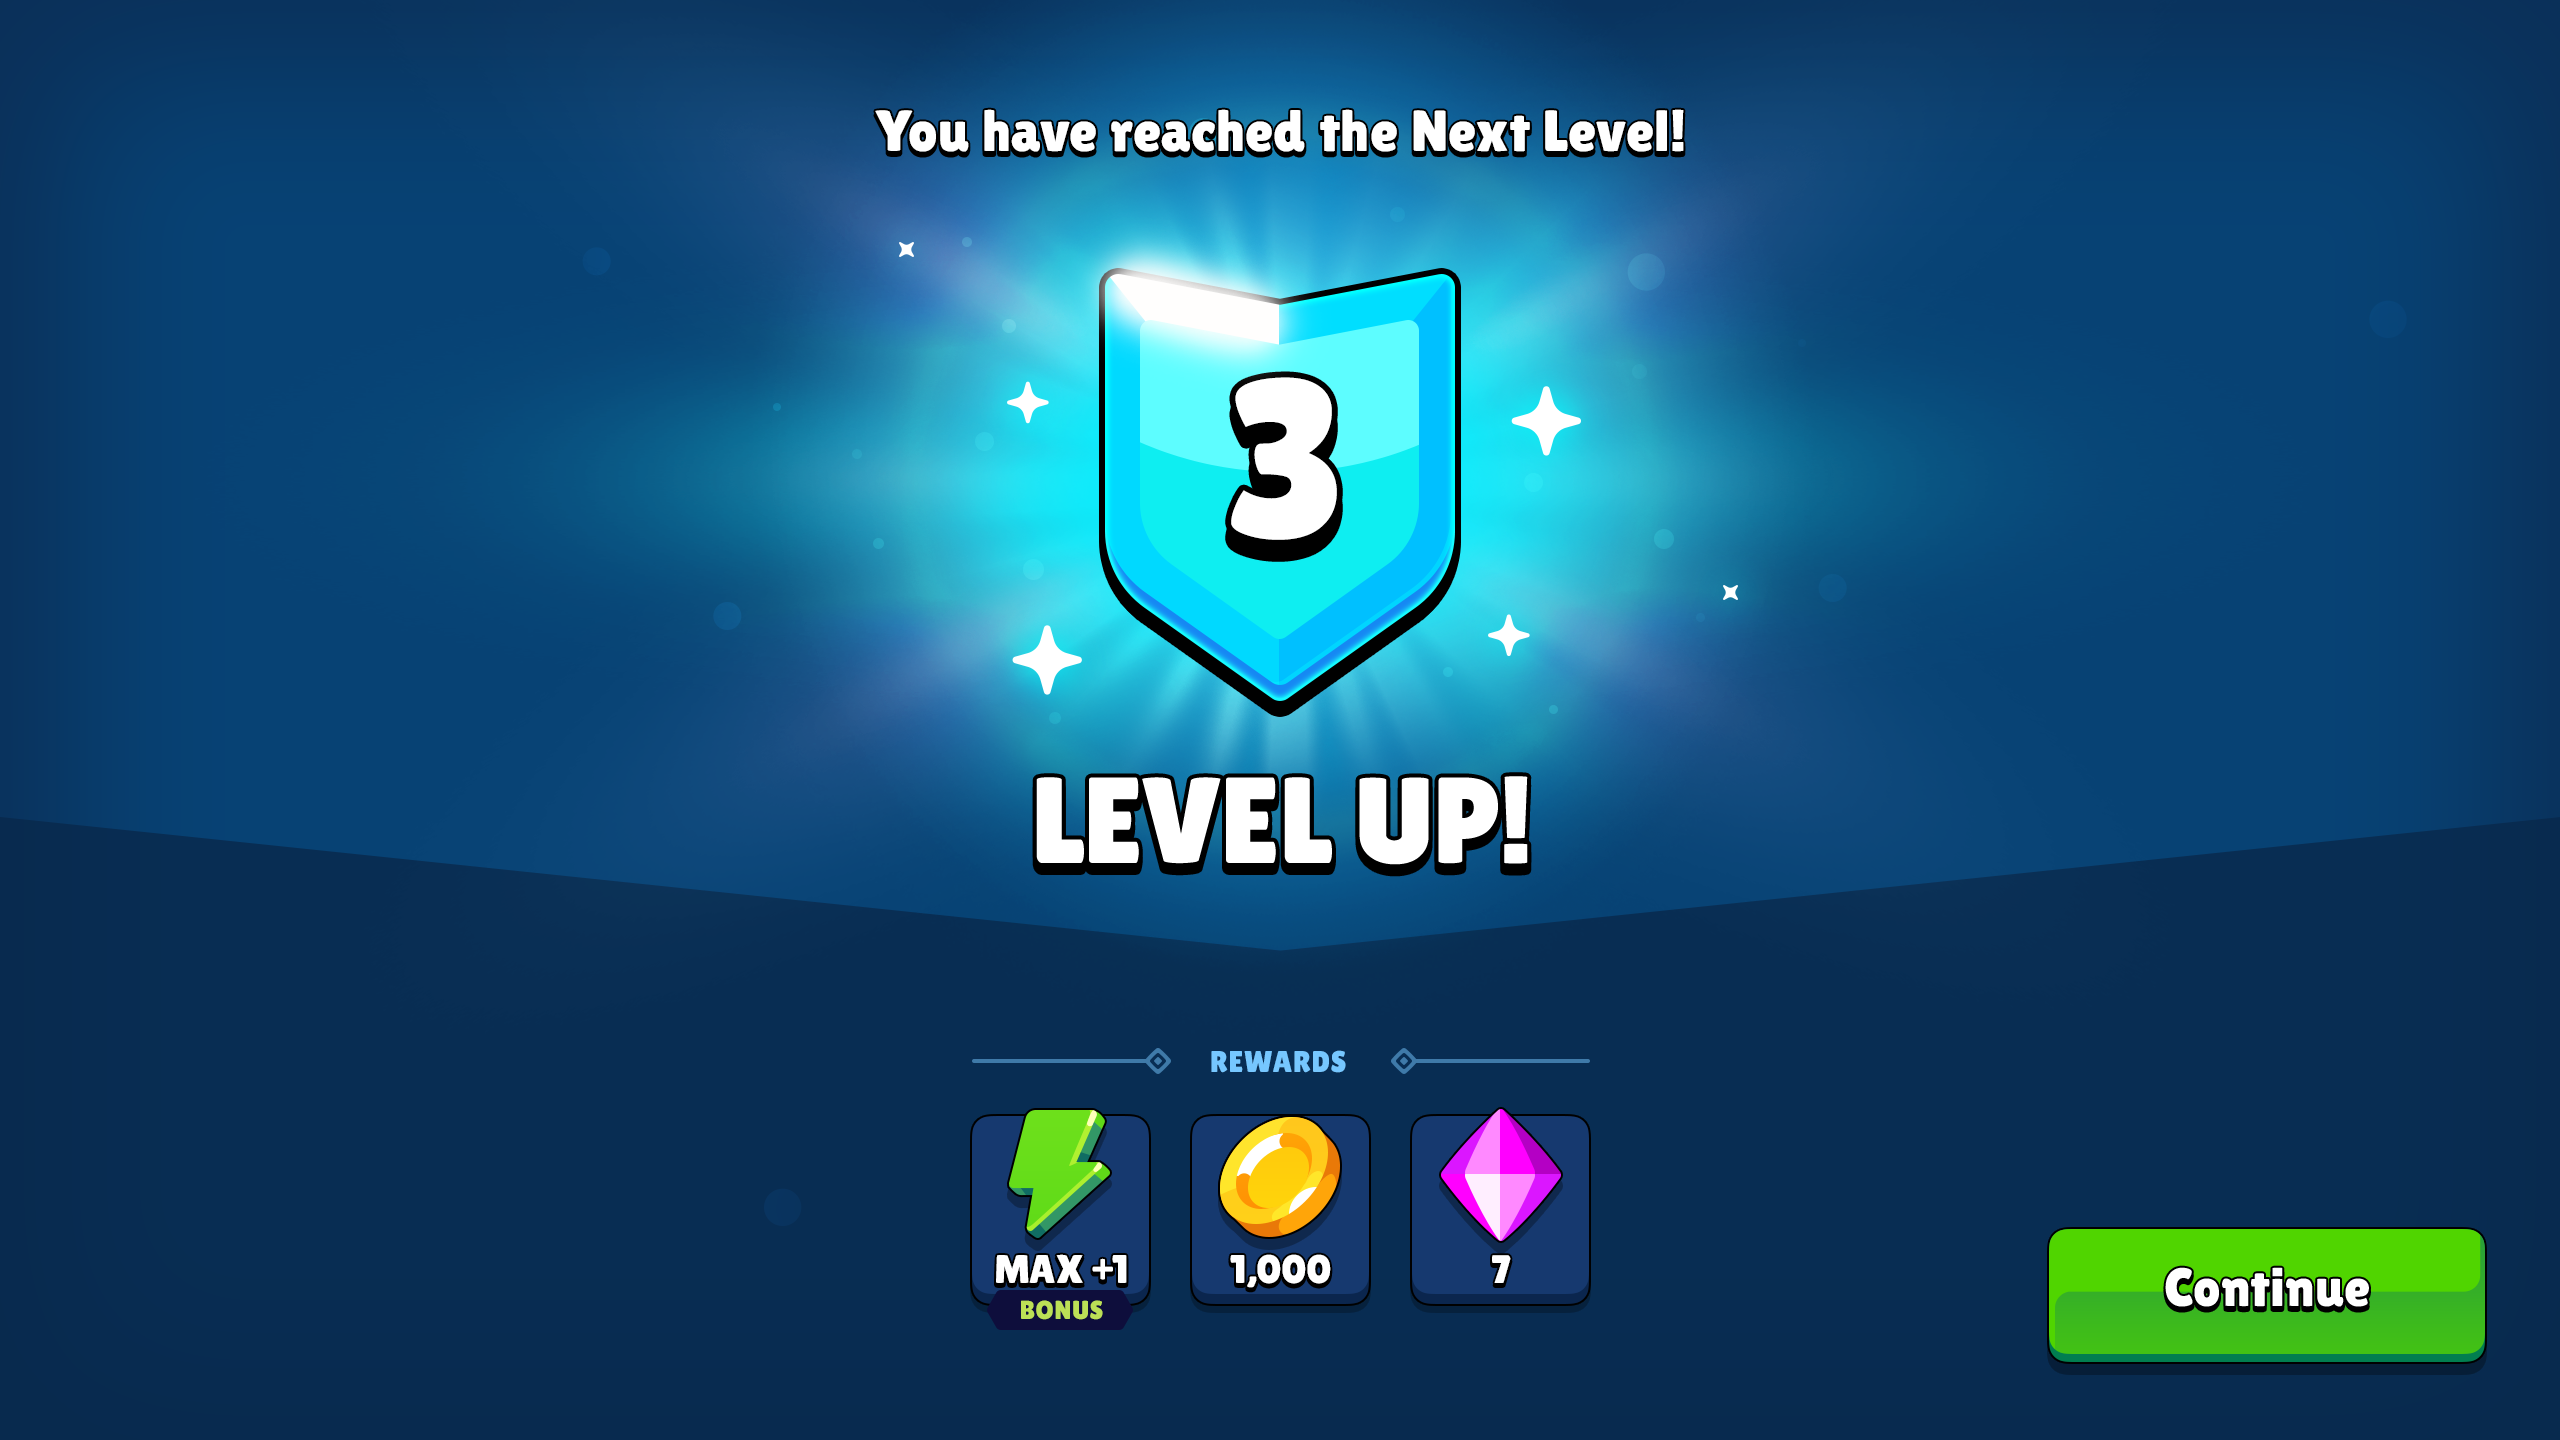 You have reached the Next Level!
3
LEVEL UP!
REWARDS
MAX +1
1,000
7
BONUS
Continue